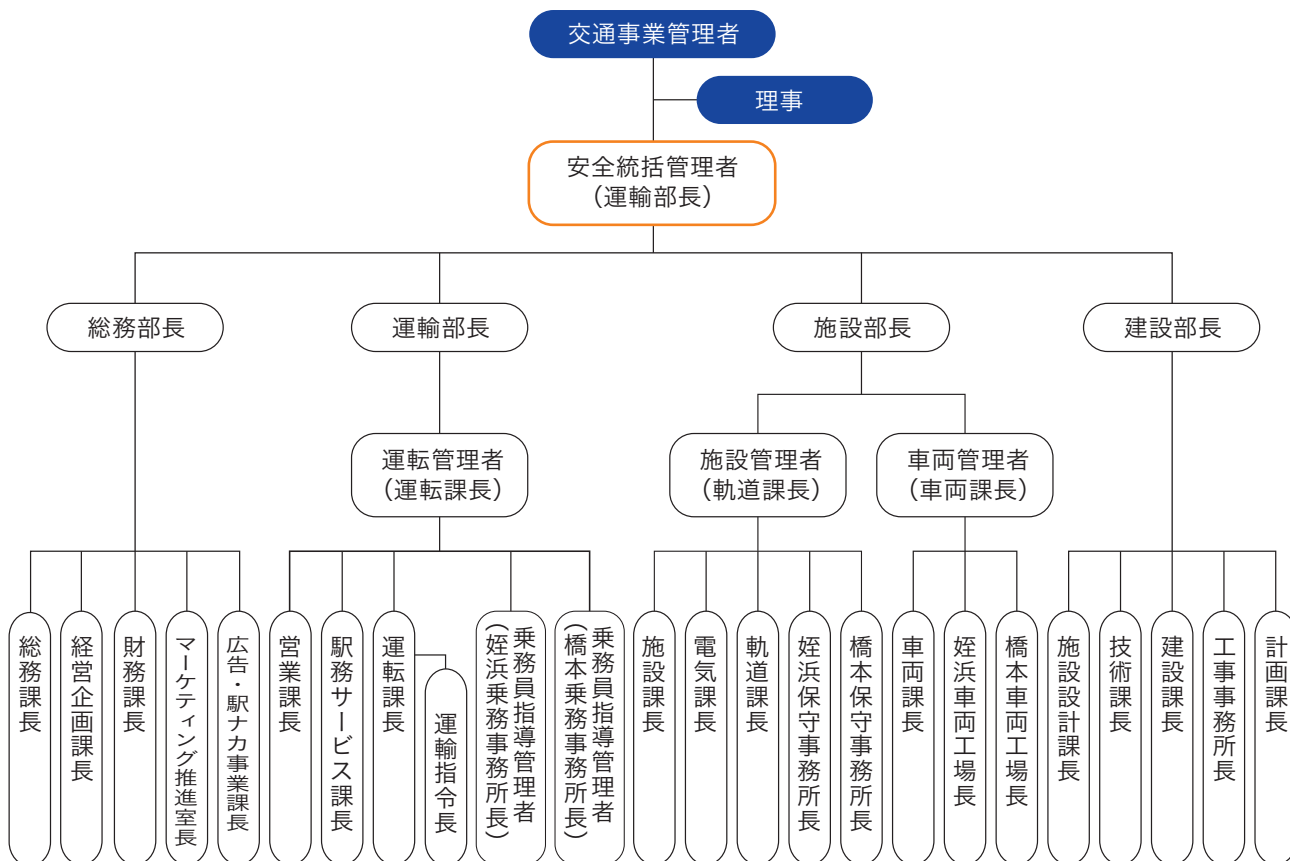 交通事業管理者
理事
安全統括管理者
(運輸部長)
総務部長
運輸部長
施設部長
建設部長
運転管理者
(運転課長)
施設管理者
(軌道課長)
車両管理者
(車両課長)
総務課長
経営企画課長
財務課長
マーケティング推進室長
広告・駅ナカ事業課長
営業課長
駅務サービス課長
運転課長
運輸指令長
乗務員指導管理者
(姪浜乗務事務所長)
乗務員指導管理者
(橋本乗務事務所長)
施設課長
電気課長
軌道課長
姪浜保守事務所長
橋本保守事務所長
車両課長
姪浜車両工場長
橋本車両工場長
施設設計課長
技術課長
建設課長
工事事務所長
計画課長